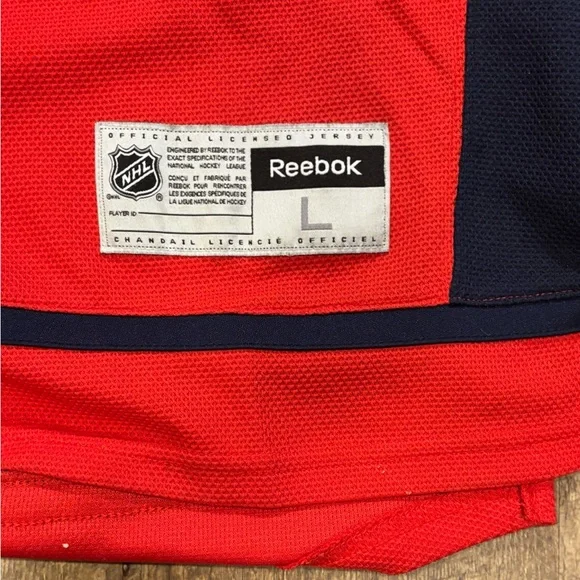 OFFICIAL LICENSED JERSEY
NHL
ENGINEERED BY REEBOK TO THE
EXACT SPECIFICATIONS OF THE
NATIONAL HOCKEY LEAGUE
CONÇU ET FABRIQUÉ PAR
REEBOK POUR RENCONTRER
LES EXIGENCES SPÉCIFIQUES DE
LA LIGUE NATIONAL DE HOCKEY
PLAYER ID:
Reebok
L
CHANDAIL LICENCIÉ OFFICIEL